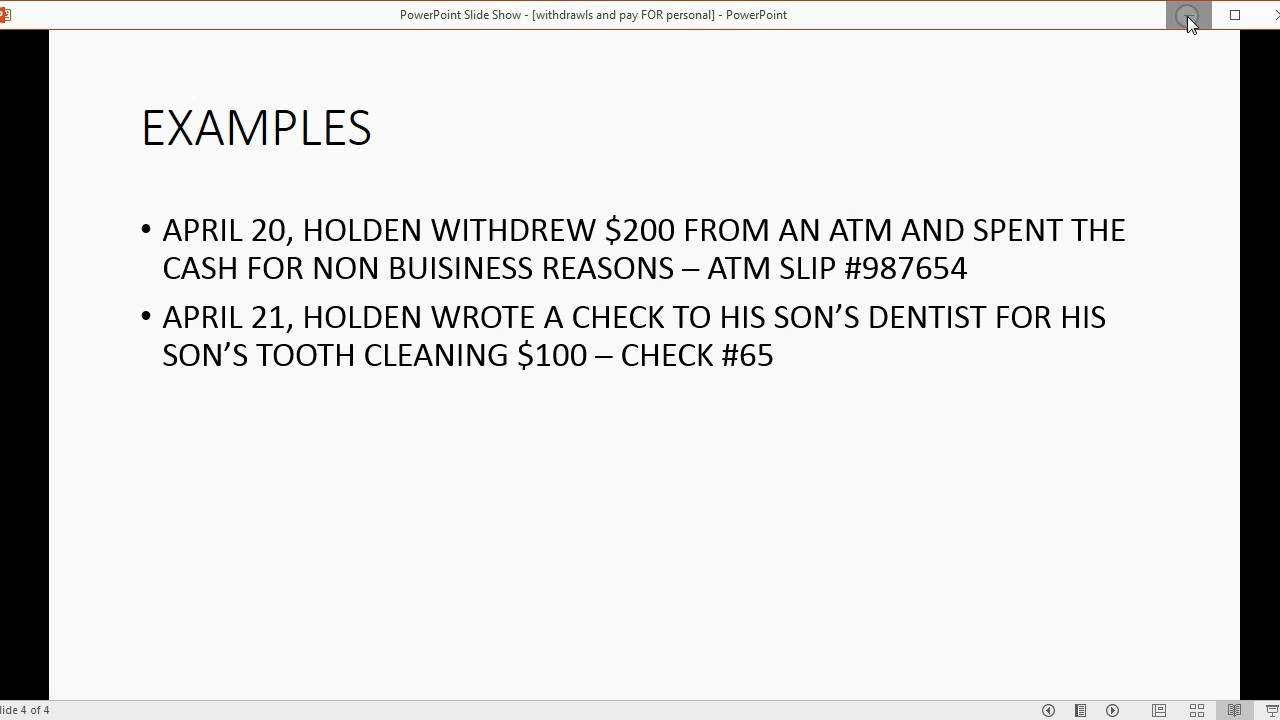 PowerPoint Slide Show - [withdrawls and pay FOR personal] - PowerPoint
EXAMPLES
• APRIL 20, HOLDEN WITHDREW $200 FROM AN ATM AND SPENT THE
CASH FOR NON BUISINESS REASONS – ATM SLIP #987654
• APRIL 21, HOLDEN WROTE A CHECK TO HIS SON’S DENTIST FOR HIS
SON’S TOOTH CLEANING $100 – CHECK #65
lide 4 of 4